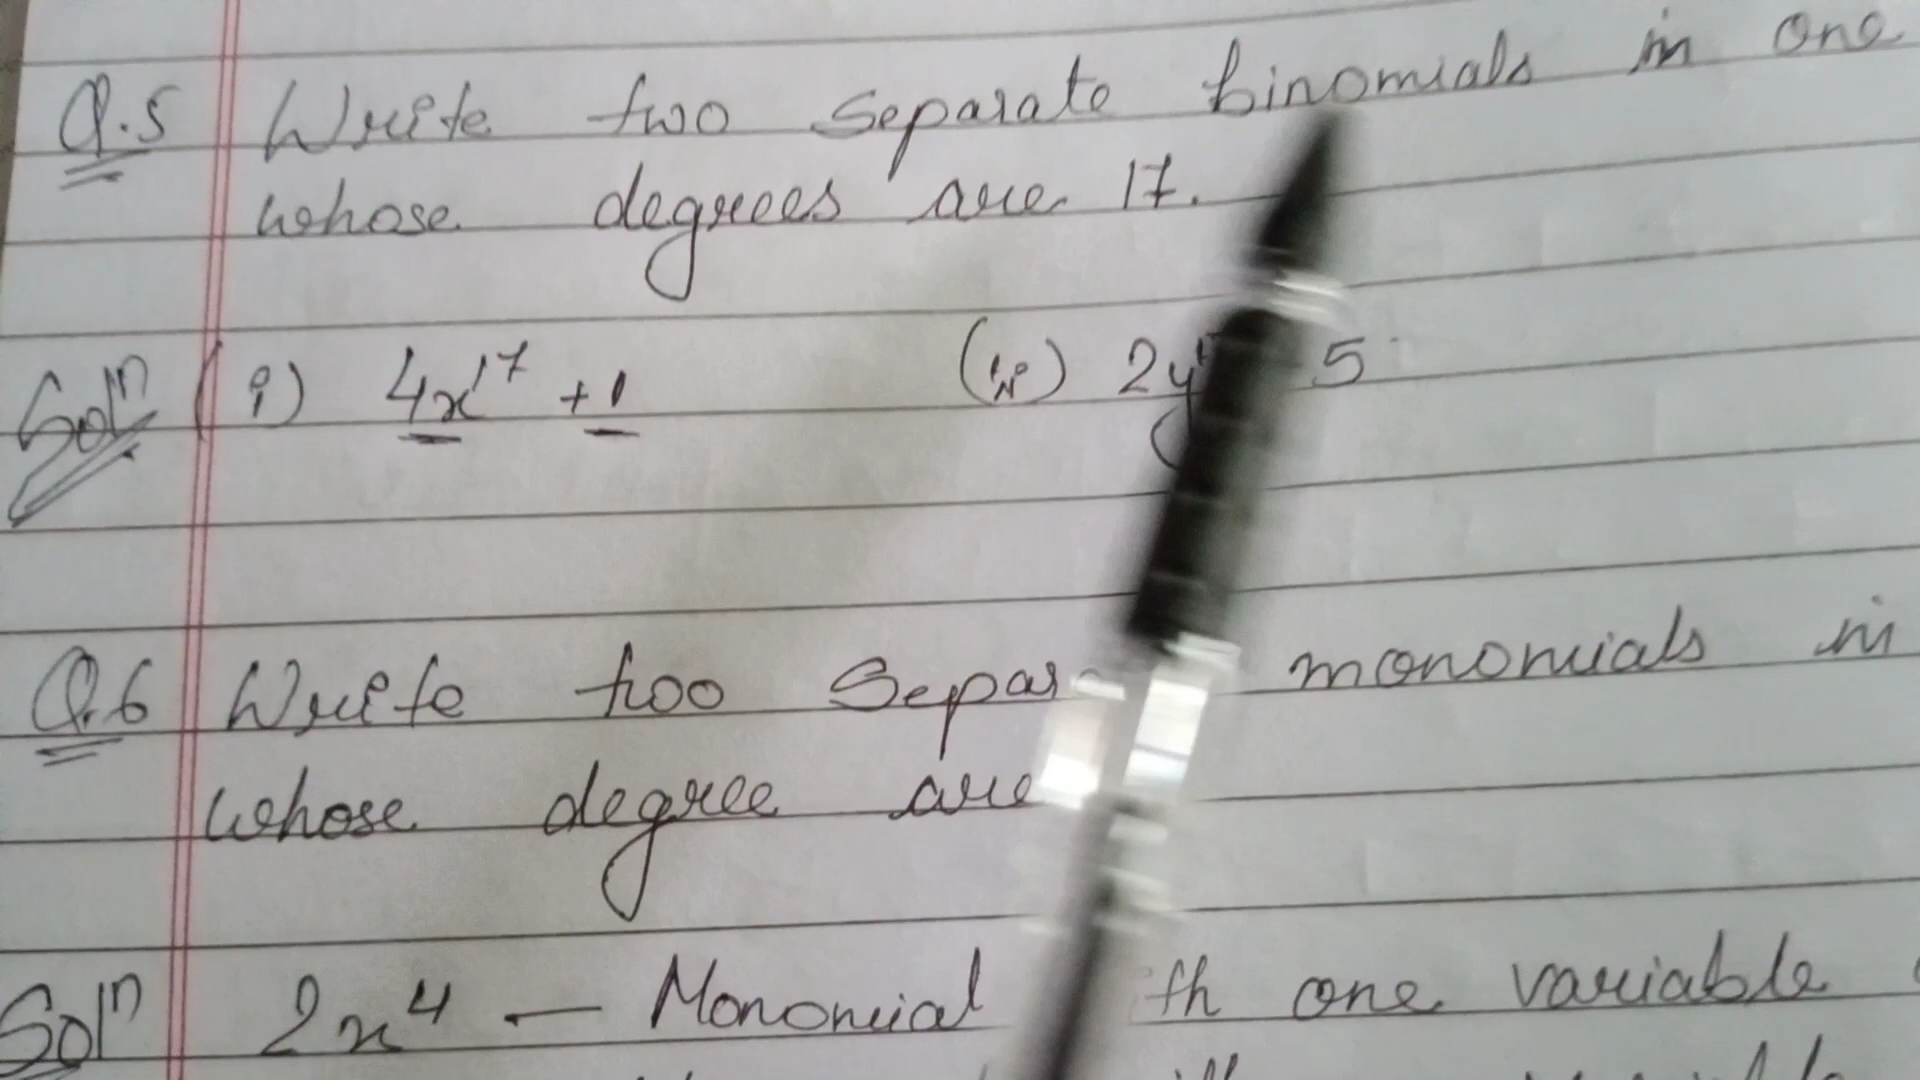 Q.5 Write two separate binomials in one
whose degrees are 17.
Soln (i) 4x¹⁷ + 1 (ii) 2y 5
Q.6 Write two monomials in
whose degree are
Soln 2x⁴ — Monomial one variable